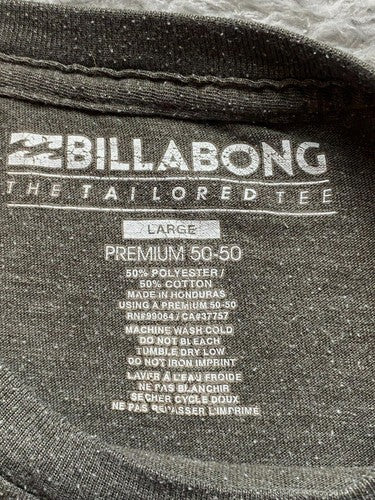 BILLABONG
THE TAILORED TEE
LARGE
PREMIUM 50-50
50% POLYESTER /
50% COTTON
MADE IN HONDURAS
USING A PREMIUM 50-50
RN#99064 / CA#37757
MACHINE WASH COLD
DO NOT BLEACH
TUMBLE DRY LOW
DO NOT IRON IMPRINT
LAVER A L'EAU FROIDE
NE PAS BLANCHIR
SECHER CYCLE DOUX
NE PAS REPASSER L'IMPRIMÉ